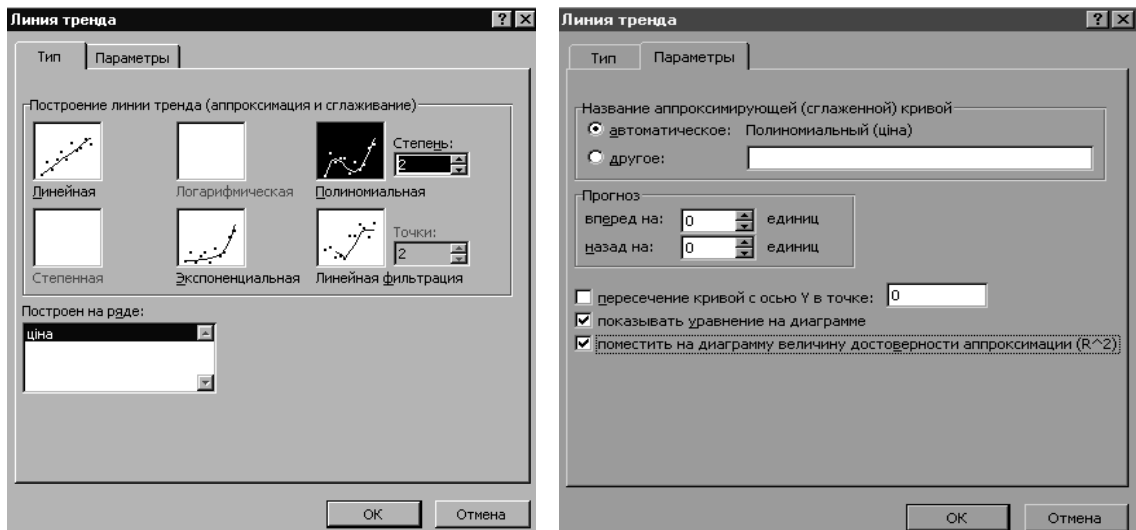 Линия тренда
Тип Параметры
Построение линии тренда (аппроксимация и сглаживание)
Линейная Логарифмическая Полиномиальная
Степень:
2
Степенная Экспоненциальная Линейная фильтрация
Точки:
2
Построен на ряде:
ціна
ОК Отмена
Линия тренда
Тип Параметры
Название аппроксимирующей (сглаженной) кривой
автоматическое: Полиномиальный (ціна)
другое:
Прогноз
вперед на: 0 единиц
назад на: 0 единиц
пересечение кривой с осью Y в точке: 0
показывать уравнение на диаграмме
поместить на диаграмму величину достоверности аппроксимации (R^2)
ОК Отмена